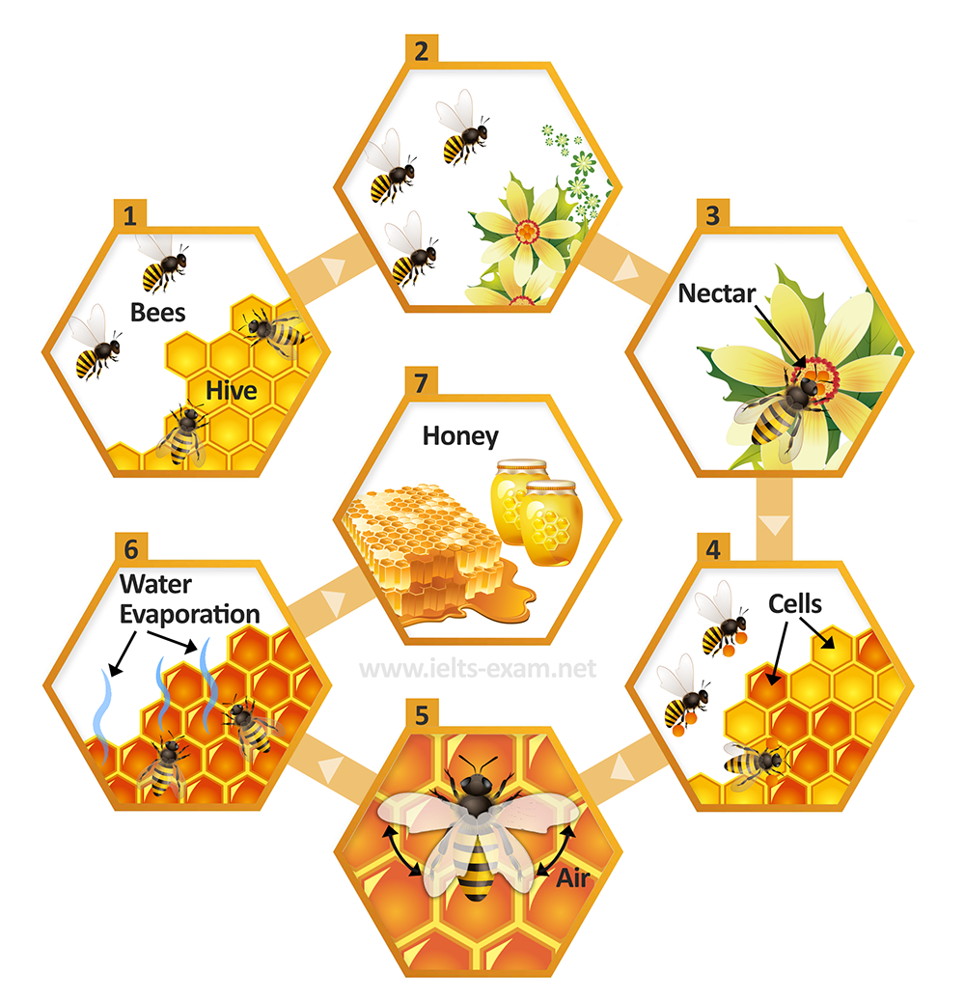 1
Bees
Hive
2
3
Nectar
4
Cells
5
Air
6
Water
Evaporation
7
Honey
www.ielts-exam.net